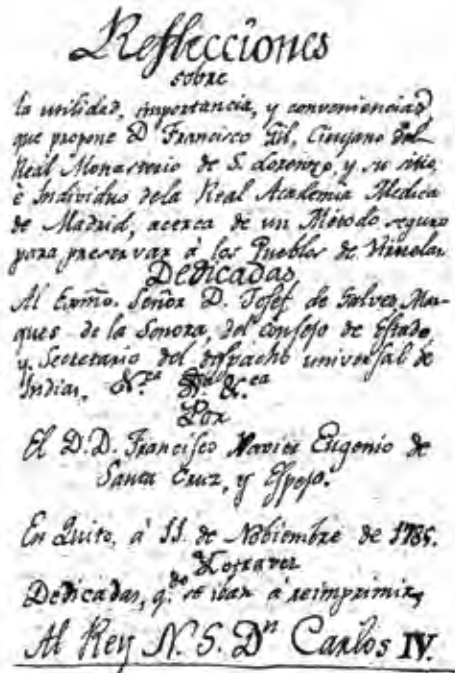 Reflecciones
sobre
la utilidad, importancia, y conveniencias,
que propone D. Francisco Gil, Cirujano del
Real Monasterio de S. Lorenzo, y su sitio,
è Individuo dela Real Academia Medica
de Madrid, acerca de un Método seguro
para preservar à los Pueblos de Viruelas
Dedicadas
Al Exmo. Señor D. Josef de Galvez, Mar-
ques de la Sonora, del Consejo de Estado
y Secretario del despacho universal de
Indias. &.ca
Por
El D.D. Francisco Xavier Eugenio de
Santa Cruz, y Espejo.
En Quito, à 11. de Nobiembre de 1785.
Dedicadas, q.do se iban à reimprimir,
Al Rey N. S. Dn Carlos IV.